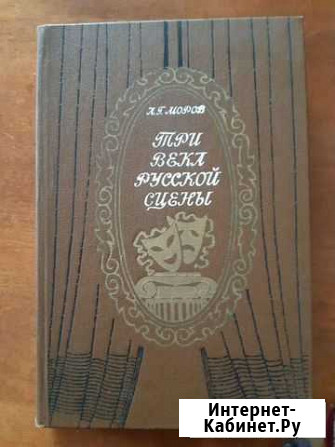 А.Г. МОРОВ
ТРИ
ВЕКА
РУССКОЙ
СЦЕНЫ
Интернет-
Кабинет.Ру